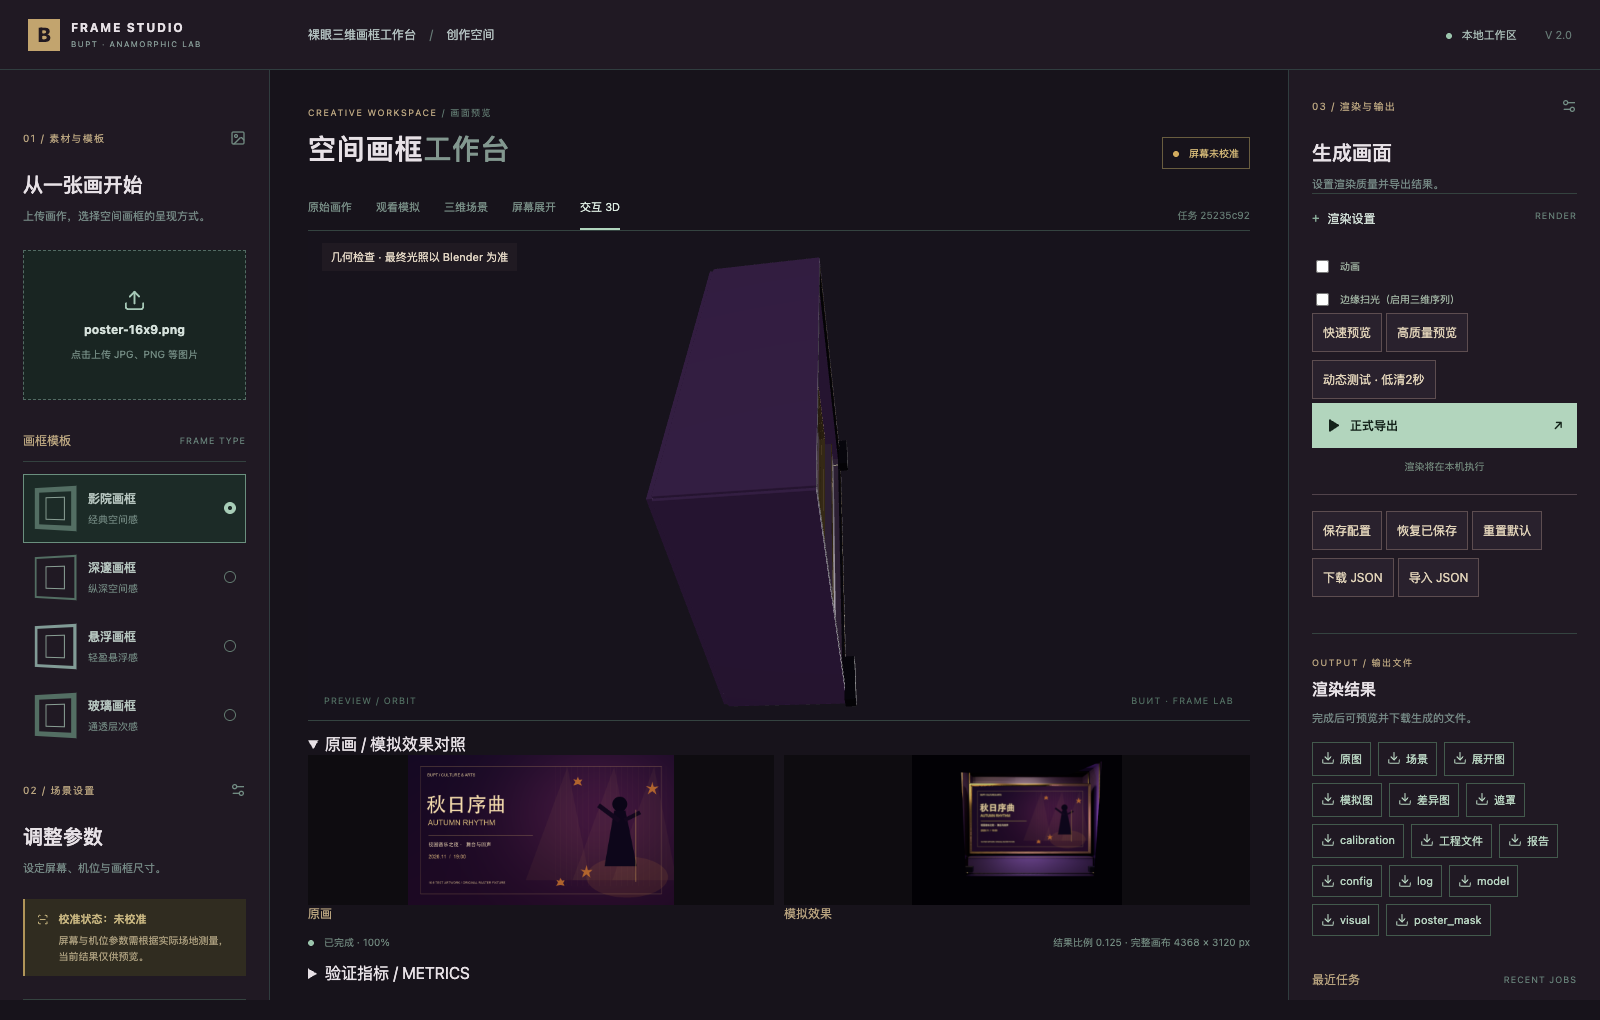 B
FRAME STUDIO
BUPT · ANAMORPHIC LAB
裸眼三维画框工作台 / 创作空间
本地工作区
V 2.0
01 / 素材与模板
从一张画开始
上传画作，选择空间画框的呈现方式。
poster-16x9.png
点击上传 JPG、PNG 等图片
画框模板
FRAME TYPE
影院画框
经典空间感
深邃画框
纵深空间感
悬浮画框
轻盈悬浮感
玻璃画框
通透层次感
02 / 场景设置
调整参数
设定屏幕、机位与画框尺寸。
校准状态：未校准
屏幕与机位参数需根据实际场地测量，
当前结果仅供预览。
CREATIVE WORKSPACE / 画面预览
空间画框工作台
屏幕未校准
原始画作
观看模拟
三维场景
屏幕展开
交互 3D
任务 25235c92
几何检查 · 最终光照以 Blender 为准
PREVIEW / ORBIT
BUPT · FRAME LAB
▼ 原画 / 模拟效果对照
秋日序曲
AUTUMN RHYTHM
秋日序曲
AUTUMN RHYTHM
原画
模拟效果
已完成 · 100%
结果比例 0.125 · 完整画布 4368 × 3120 px
▶ 验证指标 / METRICS
03 / 渲染与输出
生成画面
设置渲染质量并导出结果。
+ 渲染设置
RENDER
动画
边缘扫光（启用三维序列）
快速预览
高质量预览
动态测试 · 低清2秒
正式导出
渲染将在本机执行
保存配置
恢复已保存
重置默认
下载 JSON
导入 JSON
OUTPUT / 输出文件
渲染结果
完成后可预览并下载生成的文件。
原图
场景
展开图
模拟图
差异图
遮罩
calibration
工程文件
报告
config
log
model
visual
poster_mask
最近任务
RECENT JOBS